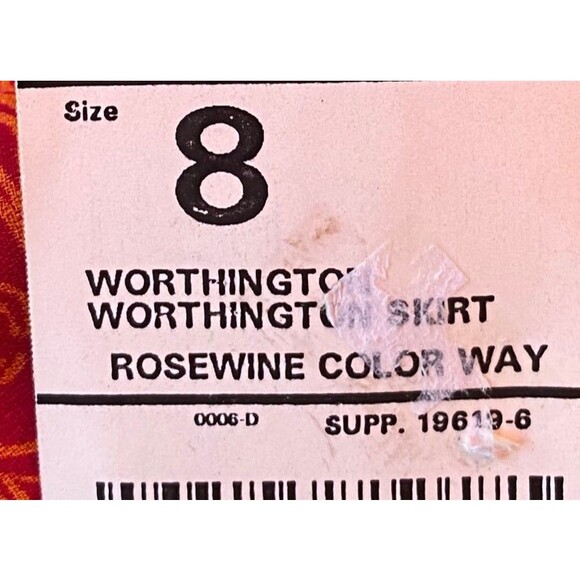 Size
8
WORTHINGTON
WORTHINGTON SKIRT
ROSEWINE COLOR WAY
0006-D
SUPP. 19619-6